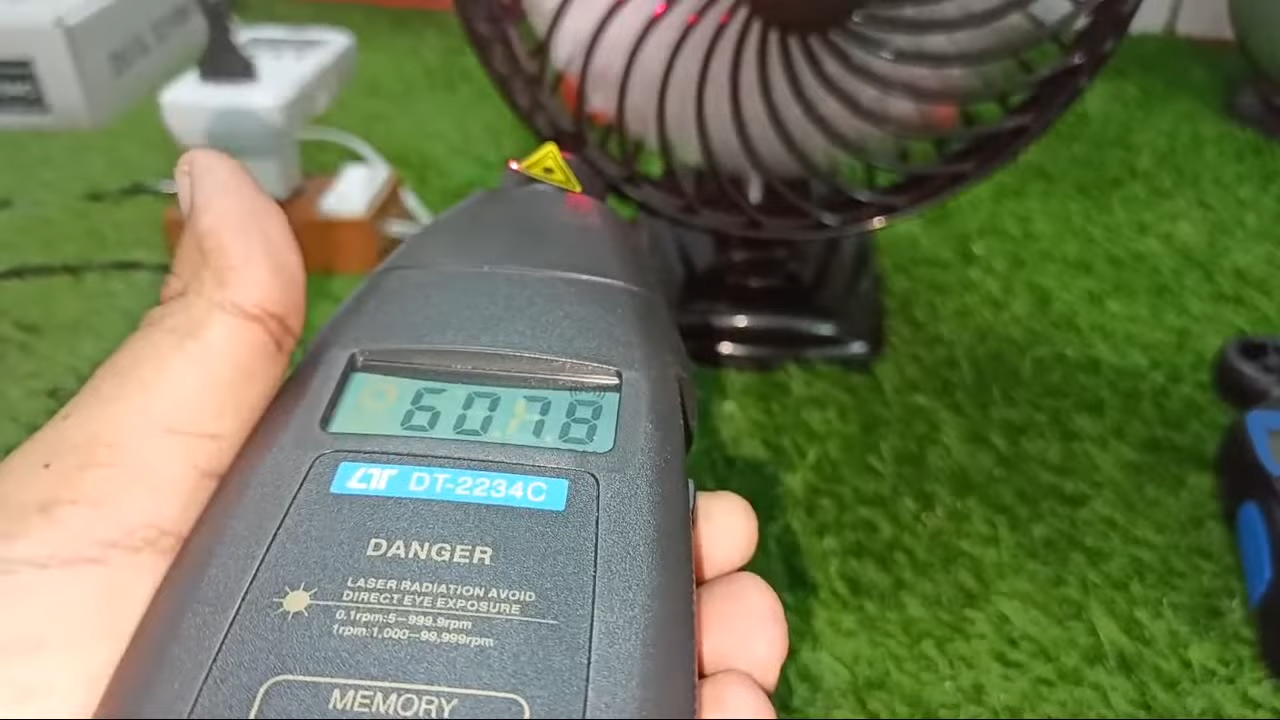 6078
LTT DT-2234C
DANGER
LASER RADIATION AVOID
DIRECT EYE EXPOSURE
0.1rpm:5–999.9rpm
1rpm:1,000–99,999rpm
MEMORY